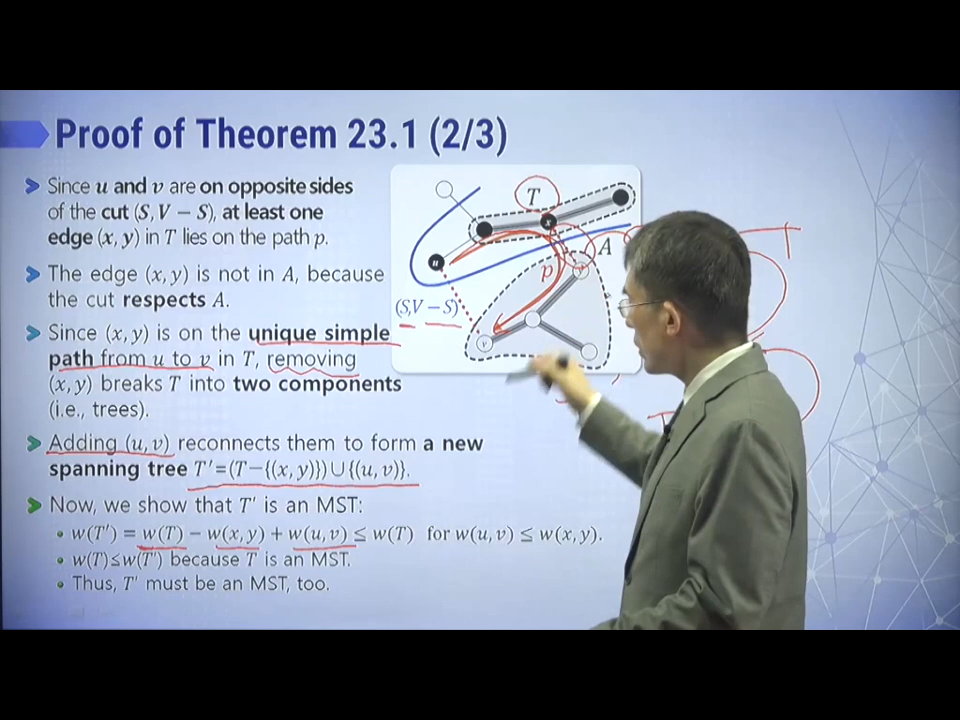 Proof of Theorem 23.1 (2/3)
Since u and v are on opposite sides
of the cut (S, V − S), at least one
edge (x, y) in T lies on the path p.
The edge (x, y) is not in A, because
the cut respects A.
Since (x, y) is on the unique simple
path from u to v in T, removing
(x, y) breaks T into two components
(i.e., trees).
Adding (u, v) reconnects them to form a new
spanning tree T′=(T−{(x, y)})∪{(u, v)}.
Now, we show that T′ is an MST:
• w(T′) = w(T) − w(x, y) + w(u, v) ≤ w(T) for w(u, v) ≤ w(x, y).
• w(T)≤w(T′) because T is an MST.
• Thus, T′ must be an MST, too.
T
x
A
u
p
(S,V − S)
v
T